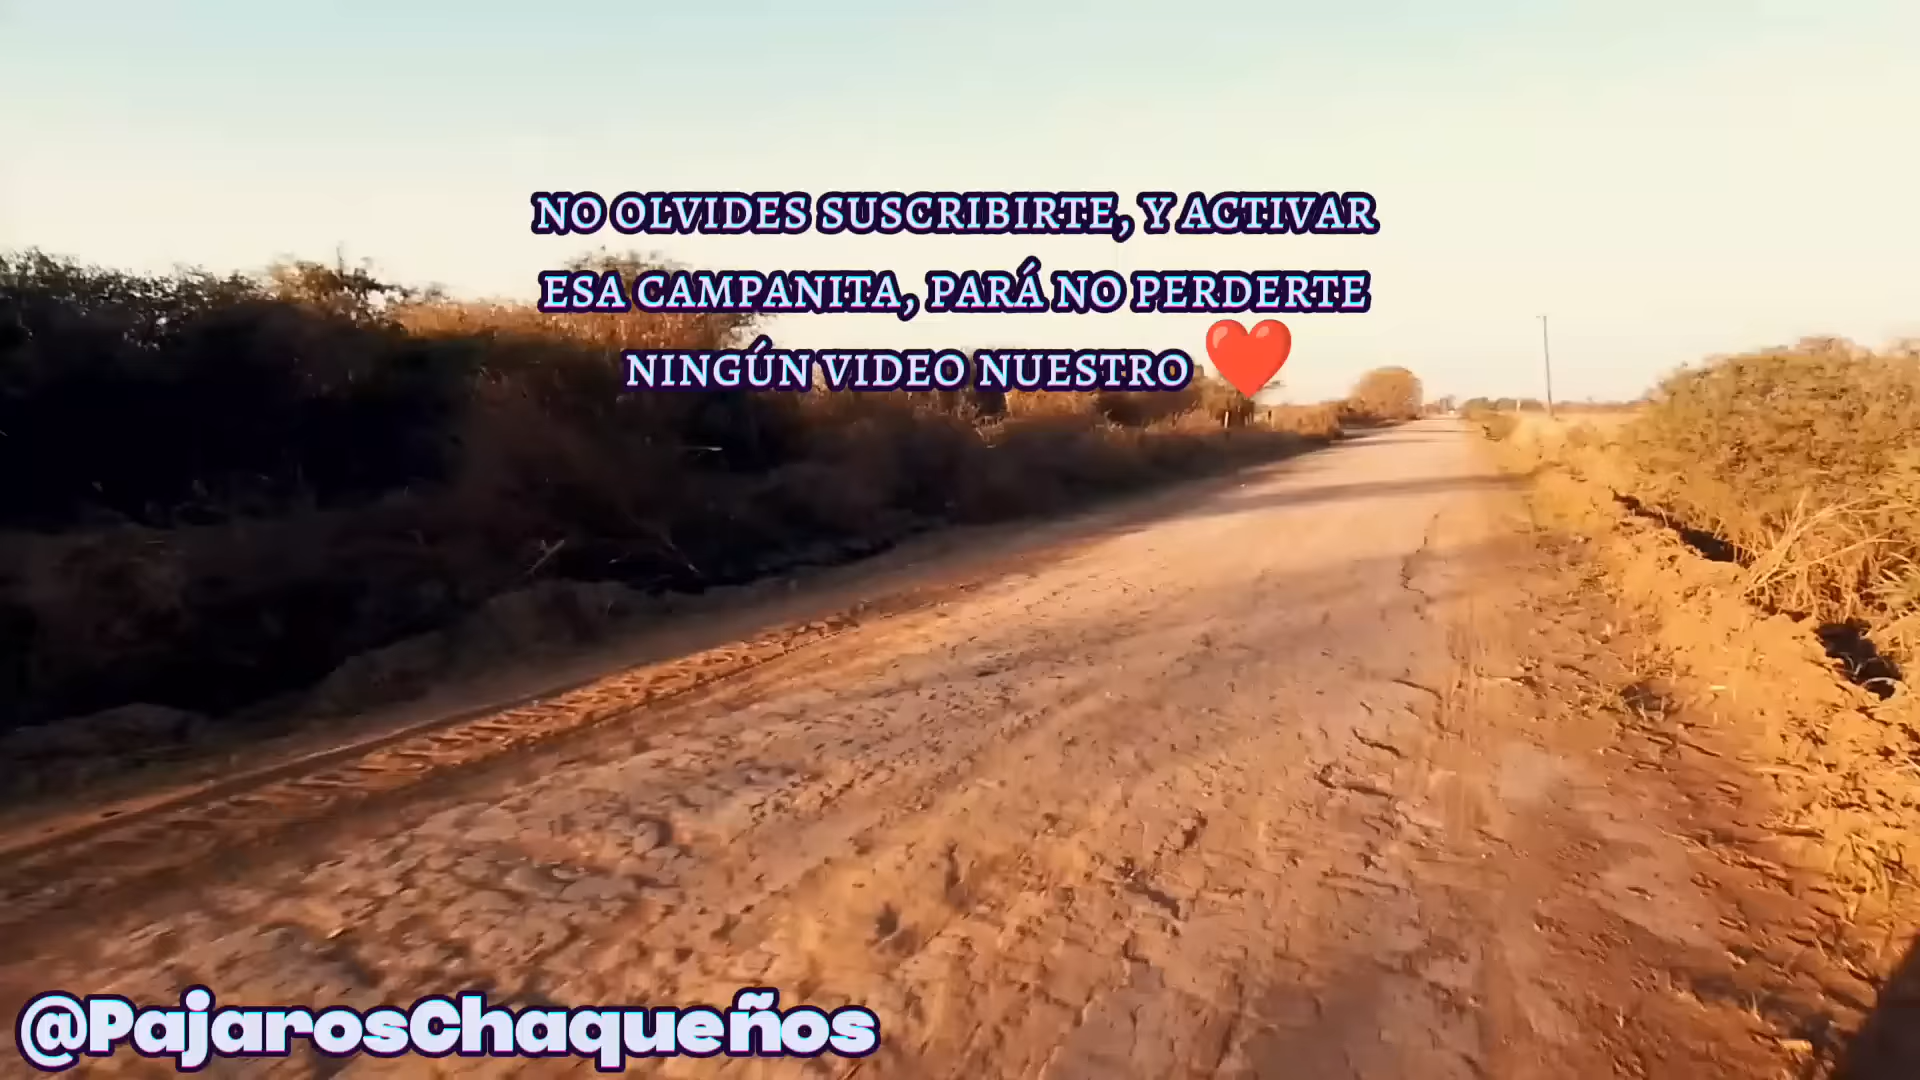 NO OLVIDES SUSCRIBIRTE, Y ACTIVAR
ESA CAMPANITA, PARÁ NO PERDERTE
NINGÚN VIDEO NUESTRO ❤️
@PajarosChaqueños